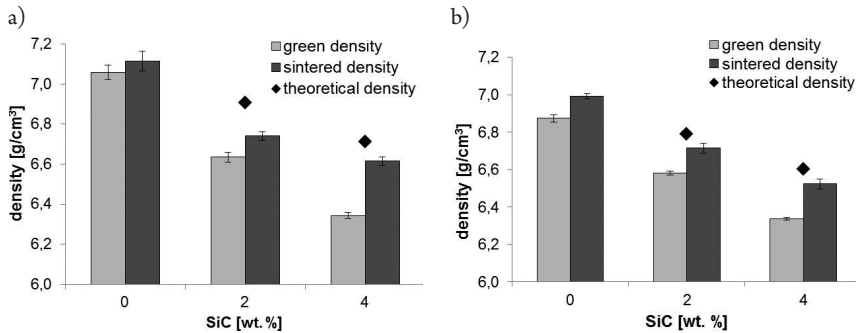 a)
7,2
7,0
6,8
6,6
6,4
6,2
6,0
density [g/cm³]
green density
sintered density
theoretical density
0 2 4
SiC [wt. %]
b)
7,2
7,0
6,8
6,6
6,4
6,2
6,0
density [g/cm³]
green density
sintered density
theoretical density
0 2 4
SiC [wt. %]